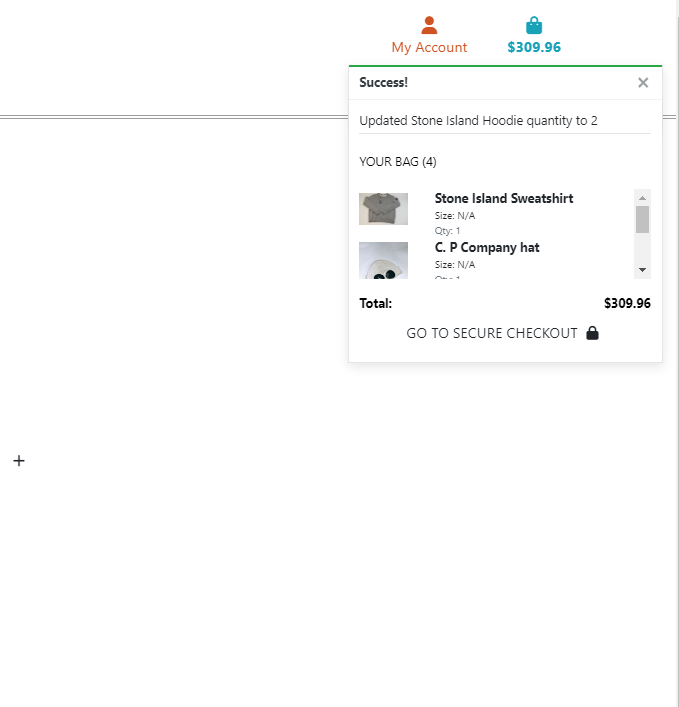 My Account
$309.96
Success!
×
Updated Stone Island Hoodie quantity to 2
YOUR BAG (4)
Stone Island Sweatshirt
Size: N/A
Qty: 1
C. P Company hat
Size: N/A
Qty: 1
Total: $309.96
GO TO SECURE CHECKOUT
+